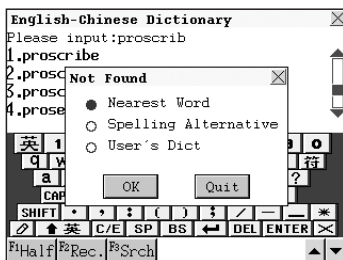 English-Chinese Dictionary
Please input:proscrib
1.proscribe
2.prosc
3.prosc
4.prose
Not Found
Nearest Word
Spelling Alternative
User's Dict
OK Quit
英 1 0
q w 符
a ?
CAP
SHIFT • , : ( ) ; / — _ *
英 C/E SP BS DEL ENTER
F1Half F2Rec. F3Srch